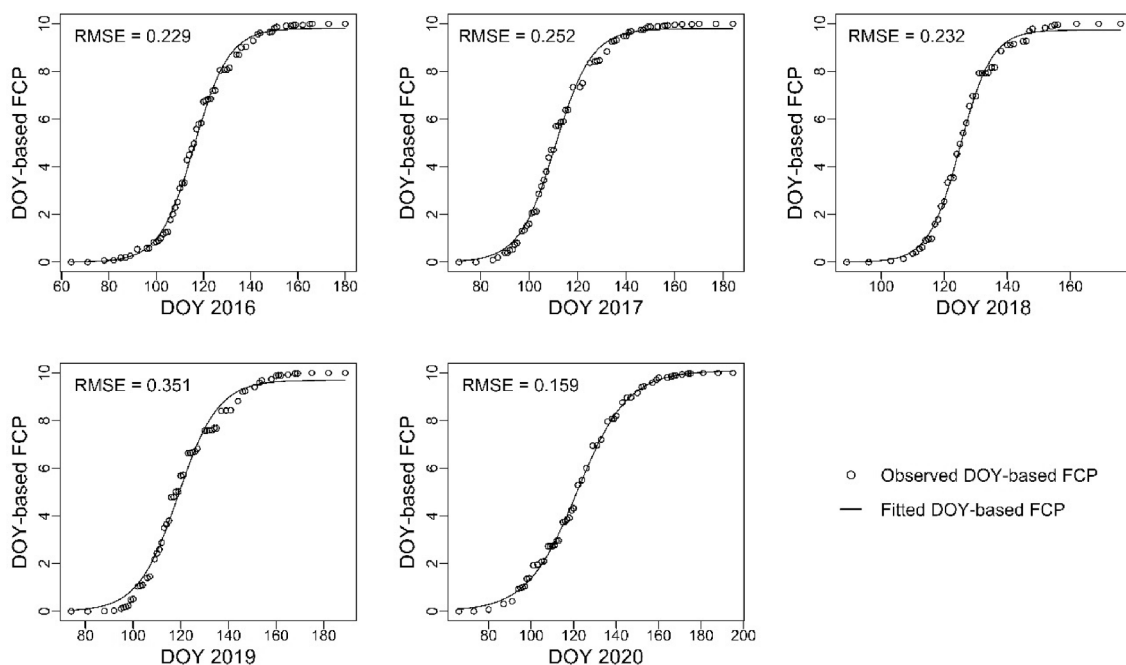 RMSE = 0.229
DOY-based FCP
0 2 4 6 8 10
60 80 100 120 140 160 180
DOY 2016
RMSE = 0.252
DOY-based FCP
0 2 4 6 8 10
80 100 120 140 160 180
DOY 2017
RMSE = 0.232
DOY-based FCP
0 2 4 6 8 10
100 120 140 160
DOY 2018
RMSE = 0.351
DOY-based FCP
0 2 4 6 8 10
80 100 120 140 160 180
DOY 2019
RMSE = 0.159
DOY-based FCP
0 2 4 6 8 10
80 100 120 140 160 180 200
DOY 2020
Observed DOY-based FCP
Fitted DOY-based FCP